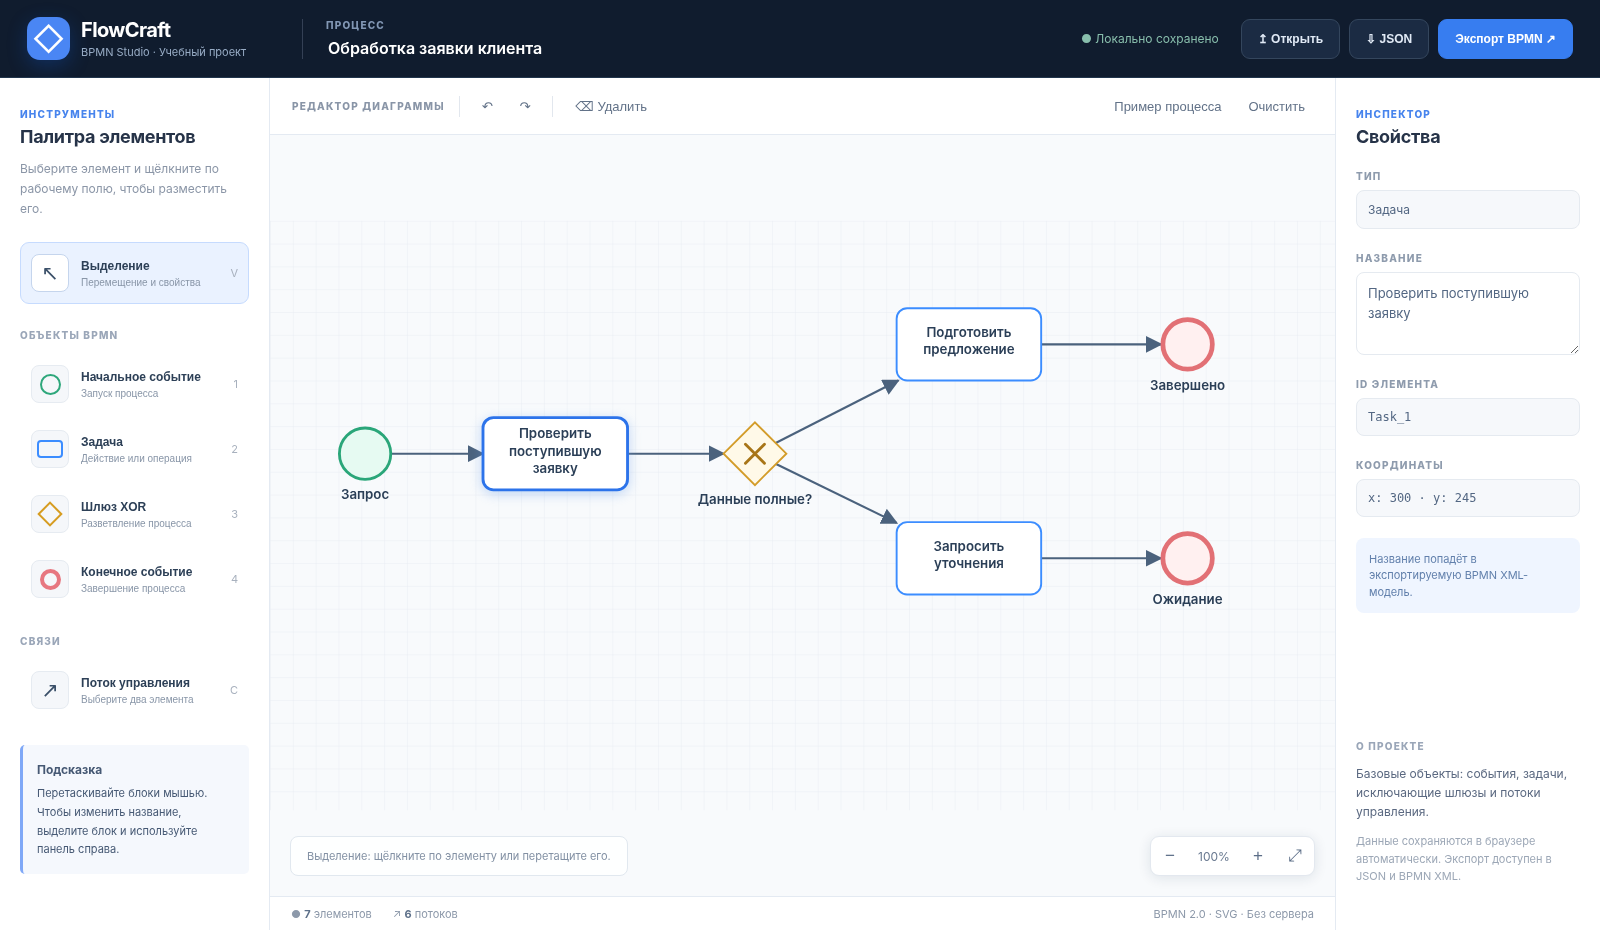 FlowCraft
BPMN Studio · Учебный проект
ПРОЦЕСС
Обработка заявки клиента
Локально сохранено
↥ Открыть
⇩ JSON
Экспорт BPMN ↗
ИНСТРУМЕНТЫ
Палитра элементов
Выберите элемент и щёлкните по
рабочему полю, чтобы разместить
его.
Выделение
Перемещение и свойства
V
ОБЪЕКТЫ BPMN
Начальное событие
Запуск процесса
1
Задача
Действие или операция
2
Шлюз XOR
Разветвление процесса
3
Конечное событие
Завершение процесса
4
СВЯЗИ
Поток управления
Выберите два элемента
C
Подсказка
Перетаскивайте блоки мышью.
Чтобы изменить название,
выделите блок и используйте
панель справа.
РЕДАКТОР ДИАГРАММЫ
↶
↷
⌫ Удалить
Пример процесса
Очистить
Запрос
Проверить
поступившую
заявку
Данные полные?
Подготовить
предложение
Завершено
Запросить
уточнения
Ожидание
Выделение: щёлкните по элементу или перетащите его.
− 100% +
7 элементов
↗ 6 потоков
BPMN 2.0 · SVG · Без сервера
ИНСПЕКТОР
Свойства
ТИП
Задача
НАЗВАНИЕ
Проверить поступившую
заявку
ID ЭЛЕМЕНТА
Task_1
КООРДИНАТЫ
x: 300 · y: 245
Название попадёт в
экспортируемую BPMN XML-
модель.
О ПРОЕКТЕ
Базовые объекты: события, задачи,
исключающие шлюзы и потоки
управления.
Данные сохраняются в браузере
автоматически. Экспорт доступен в
JSON и BPMN XML.